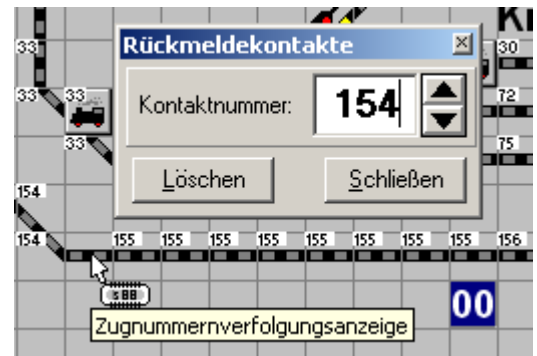 Rückmeldekontakte
33
30
33 33
Kontaktnummer: 154
72
33
75
Löschen Schließen
154
154 155 155 155 155 155 155 155 155 156
s88
00
Zugnummernverfolgungsanzeige